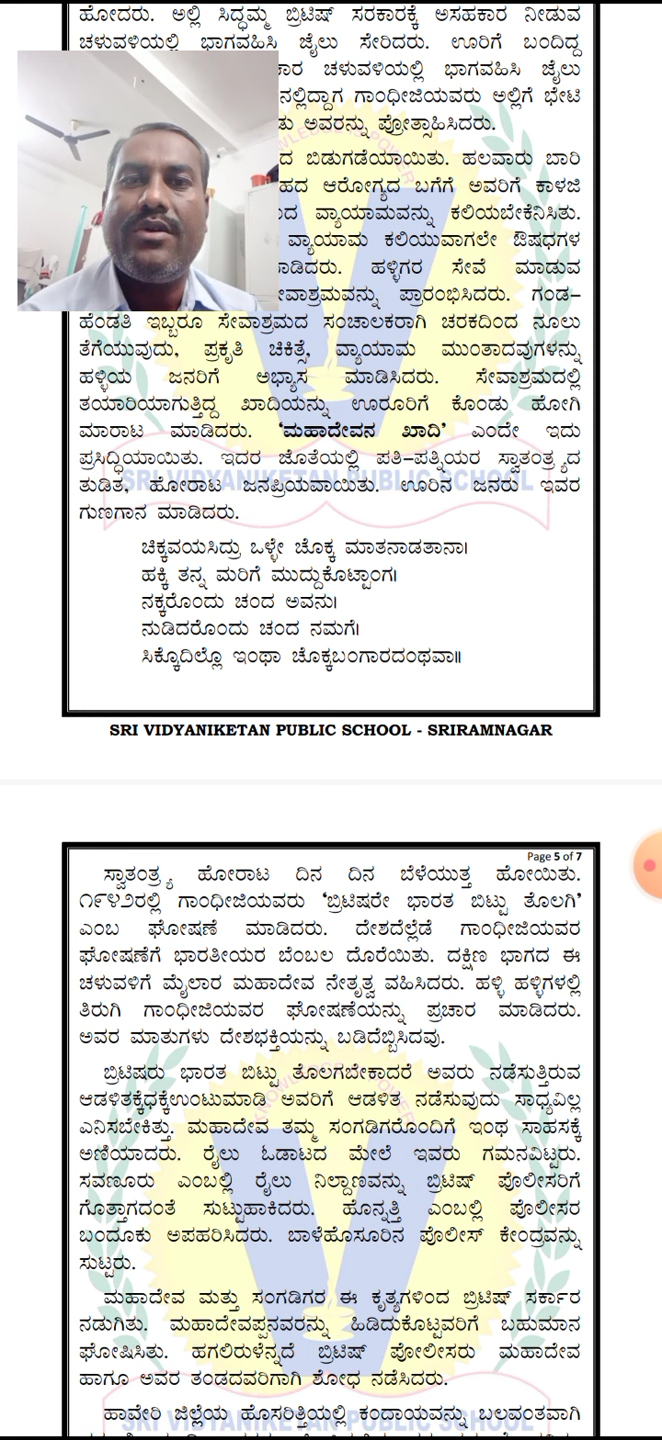 ಹೋದರು. ಅಲ್ಲಿ ಸಿದ್ಧಮ್ಮ ಬ್ರಿಟಿಷ್ ಸರಕಾರಕ್ಕೆ ಅಸಹಕಾರ ನೀಡುವ
ಚಳುವಳಿಯಲ್ಲಿ ಭಾಗವಹಿಸಿ ಜೈಲು ಸೇರಿದರು. ಊರಿಗೆ ಬಂದಿದ್ದ
ಚಳುವಳಿಯಲ್ಲಿ ಭಾಗವಹಿಸಿ ಜೈಲು
ಗಾಂಧೀಜಿಯವರು ಅಲ್ಲಿಗೆ ಭೇಟಿ
ಅವರನ್ನು ಪ್ರೋತ್ಸಾಹಿಸಿದರು.
ಬಿಡುಗಡೆಯಾಯಿತು. ಹಲವಾರು ಬಾರಿ
ಆರೋಗ್ಯದ ಬಗೆಗೆ ಅವರಿಗೆ ಕಾಳಜಿ
ವ್ಯಾಯಾಮವನ್ನು ಕಲಿಯಬೇಕೆನಿಸಿತು.
ವ್ಯಾಯಾಮ ಕಲಿಯುವಾಗಲೇ ಔಷಧಗಳ
ಹಳ್ಳಿಗರ ಸೇವೆ ಮಾಡುವ
ಪ್ರಾರಂಭಿಸಿದರು. ಗಂಡ-
ಹೆಂಡತಿ ಇಬ್ಬರೂ ಸೇವಾಶ್ರಮದ ಸಂಚಾಲಕರಾಗಿ ಚರಕದಿಂದ ನೂಲು
ತೆಗೆಯುವುದು, ಪ್ರಕೃತಿ ಚಿಕಿತ್ಸೆ, ವ್ಯಾಯಾಮ ಮುಂತಾದವುಗಳನ್ನು
ಹಳ್ಳಿಯ ಜನರಿಗೆ ಅಭ್ಯಾಸ ಮಾಡಿಸಿದರು. ಸೇವಾಶ್ರಮದಲ್ಲಿ
ತಯಾರಿಯಾಗುತ್ತಿದ್ದ ಖಾದಿಯನ್ನು ಊರೂರಿಗೆ ಕೊಂಡು ಹೋಗಿ
ಮಾರಾಟ ಮಾಡಿದರು. 'ಮಹಾದೇವನ ಖಾದಿ' ಎಂದೇ ಇದು
ಪ್ರಸಿದ್ಧಿಯಾಯಿತು. ಇದರ ಜೊತೆಯಲ್ಲಿ ಪತಿ-ಪತ್ನಿಯರ ಸ್ವಾತಂತ್ರ್ಯದ
SRI VIDYANIKETAN PUBLIC SCHOOL
ತುಡಿತ, ಹೋರಾಟ ಜನಪ್ರಿಯವಾಯಿತು. ಊರಿನ ಜನರು ಇವರ
ಗುಣಗಾನ ಮಾಡಿದರು.
ಚಿಕ್ಕವಯಸಿದ್ರು ಒಳ್ಳೇ ಚೊಕ್ಕ ಮಾತನಾಡತಾನಾ।
ಹಕ್ಕಿ ತನ್ನ ಮರಿಗೆ ಮುದ್ದುಕೊಟ್ಟಾಂಗ।
ನಕ್ಕರೊಂದು ಚಂದ ಅವನು।
ನುಡಿದರೊಂದು ಚಂದ ನಮಗೆ।
ಸಿಕ್ಕೊದಿಲ್ಲೊ ಇಂಥಾ ಚೊಕ್ಕಬಂಗಾರದಂಥವಾ॥
SRI VIDYANIKETAN PUBLIC SCHOOL - SRIRAMNAGAR
Page 5 of 7
ಸ್ವಾತಂತ್ರ್ಯ ಹೋರಾಟ ದಿನ ದಿನ ಬೆಳೆಯುತ್ತ ಹೋಯಿತು.
೧೯೪೨ರಲ್ಲಿ ಗಾಂಧೀಜಿಯವರು 'ಬ್ರಿಟಿಷರೇ ಭಾರತ ಬಿಟ್ಟು ತೊಲಗಿ'
ಎಂಬ ಘೋಷಣೆ ಮಾಡಿದರು. ದೇಶದೆಲ್ಲೆಡೆ ಗಾಂಧೀಜಿಯವರ
ಘೋಷಣೆಗೆ ಭಾರತೀಯರ ಬೆಂಬಲ ದೊರೆಯಿತು. ದಕ್ಷಿಣ ಭಾಗದ ಈ
ಚಳುವಳಿಗೆ ಮೈಲಾರ ಮಹಾದೇವ ನೇತೃತ್ವ ವಹಿಸಿದರು. ಹಳ್ಳಿ ಹಳ್ಳಿಗಳಲ್ಲಿ
ತಿರುಗಿ ಗಾಂಧೀಜಿಯವರ ಘೋಷಣೆಯನ್ನು ಪ್ರಚಾರ ಮಾಡಿದರು.
ಅವರ ಮಾತುಗಳು ದೇಶಭಕ್ತಿಯನ್ನು ಬಡಿದೆಬ್ಬಿಸಿದವು.
ಬ್ರಿಟಿಷರು ಭಾರತ ಬಿಟ್ಟು ತೊಲಗಬೇಕಾದರೆ ಅವರು ನಡೆಸುತ್ತಿರುವ
ಆಡಳಿತಕ್ಕೆಧಕ್ಕೆಉಂಟುಮಾಡಿ ಅವರಿಗೆ ಆಡಳಿತ ನಡೆಸುವುದು ಸಾಧ್ಯವಿಲ್ಲ
ಎನಿಸಬೇಕಿತ್ತು. ಮಹಾದೇವ ತಮ್ಮ ಸಂಗಡಿಗರೊಂದಿಗೆ ಇಂಥ ಸಾಹಸಕ್ಕೆ
ಅಣಿಯಾದರು. ರೈಲು ಓಡಾಟದ ಮೇಲೆ ಇವರು ಗಮನವಿಟ್ಟರು.
ಸವಣೂರು ಎಂಬಲ್ಲಿ ರೈಲು ನಿಲ್ದಾಣವನ್ನು ಬ್ರಿಟಿಷ್ ಪೊಲೀಸರಿಗೆ
ಗೊತ್ತಾಗದಂತೆ ಸುಟ್ಟುಹಾಕಿದರು. ಹೊನ್ನತ್ತಿ ಎಂಬಲ್ಲಿ ಪೊಲೀಸರ
ಬಂದೂಕು ಅಪಹರಿಸಿದರು. ಬಾಳೆಹೊಸೂರಿನ ಪೊಲೀಸ್ ಕೇಂದ್ರವನ್ನು
ಸುಟ್ಟರು.
ಮಹಾದೇವ ಮತ್ತು ಸಂಗಡಿಗರ ಈ ಕೃತ್ಯಗಳಿಂದ ಬ್ರಿಟಿಷ್ ಸರ್ಕಾರ
ನಡುಗಿತು. ಮಹಾದೇವಪ್ಪನವರನ್ನು ಹಿಡಿದುಕೊಟ್ಟವರಿಗೆ ಬಹುಮಾನ
ಘೋಷಿಸಿತು. ಹಗಲಿರುಳೆನ್ನದೆ ಬ್ರಿಟಿಷ್ ಪೋಲೀಸರು ಮಹಾದೇವ
ಹಾಗೂ ಅವರ ತಂಡದವರಿಗಾಗಿ ಶೋಧ ನಡೆಸಿದರು.
ಹಾವೇರಿ ಜಿಲ್ಲೆಯ ಹೊಸರಿತ್ತಿಯಲ್ಲಿ ಕಂದಾಯವನ್ನು ಬಲವಂತವಾಗಿ
SRI VIDYANIKETAN PUBLIC SCHOOL